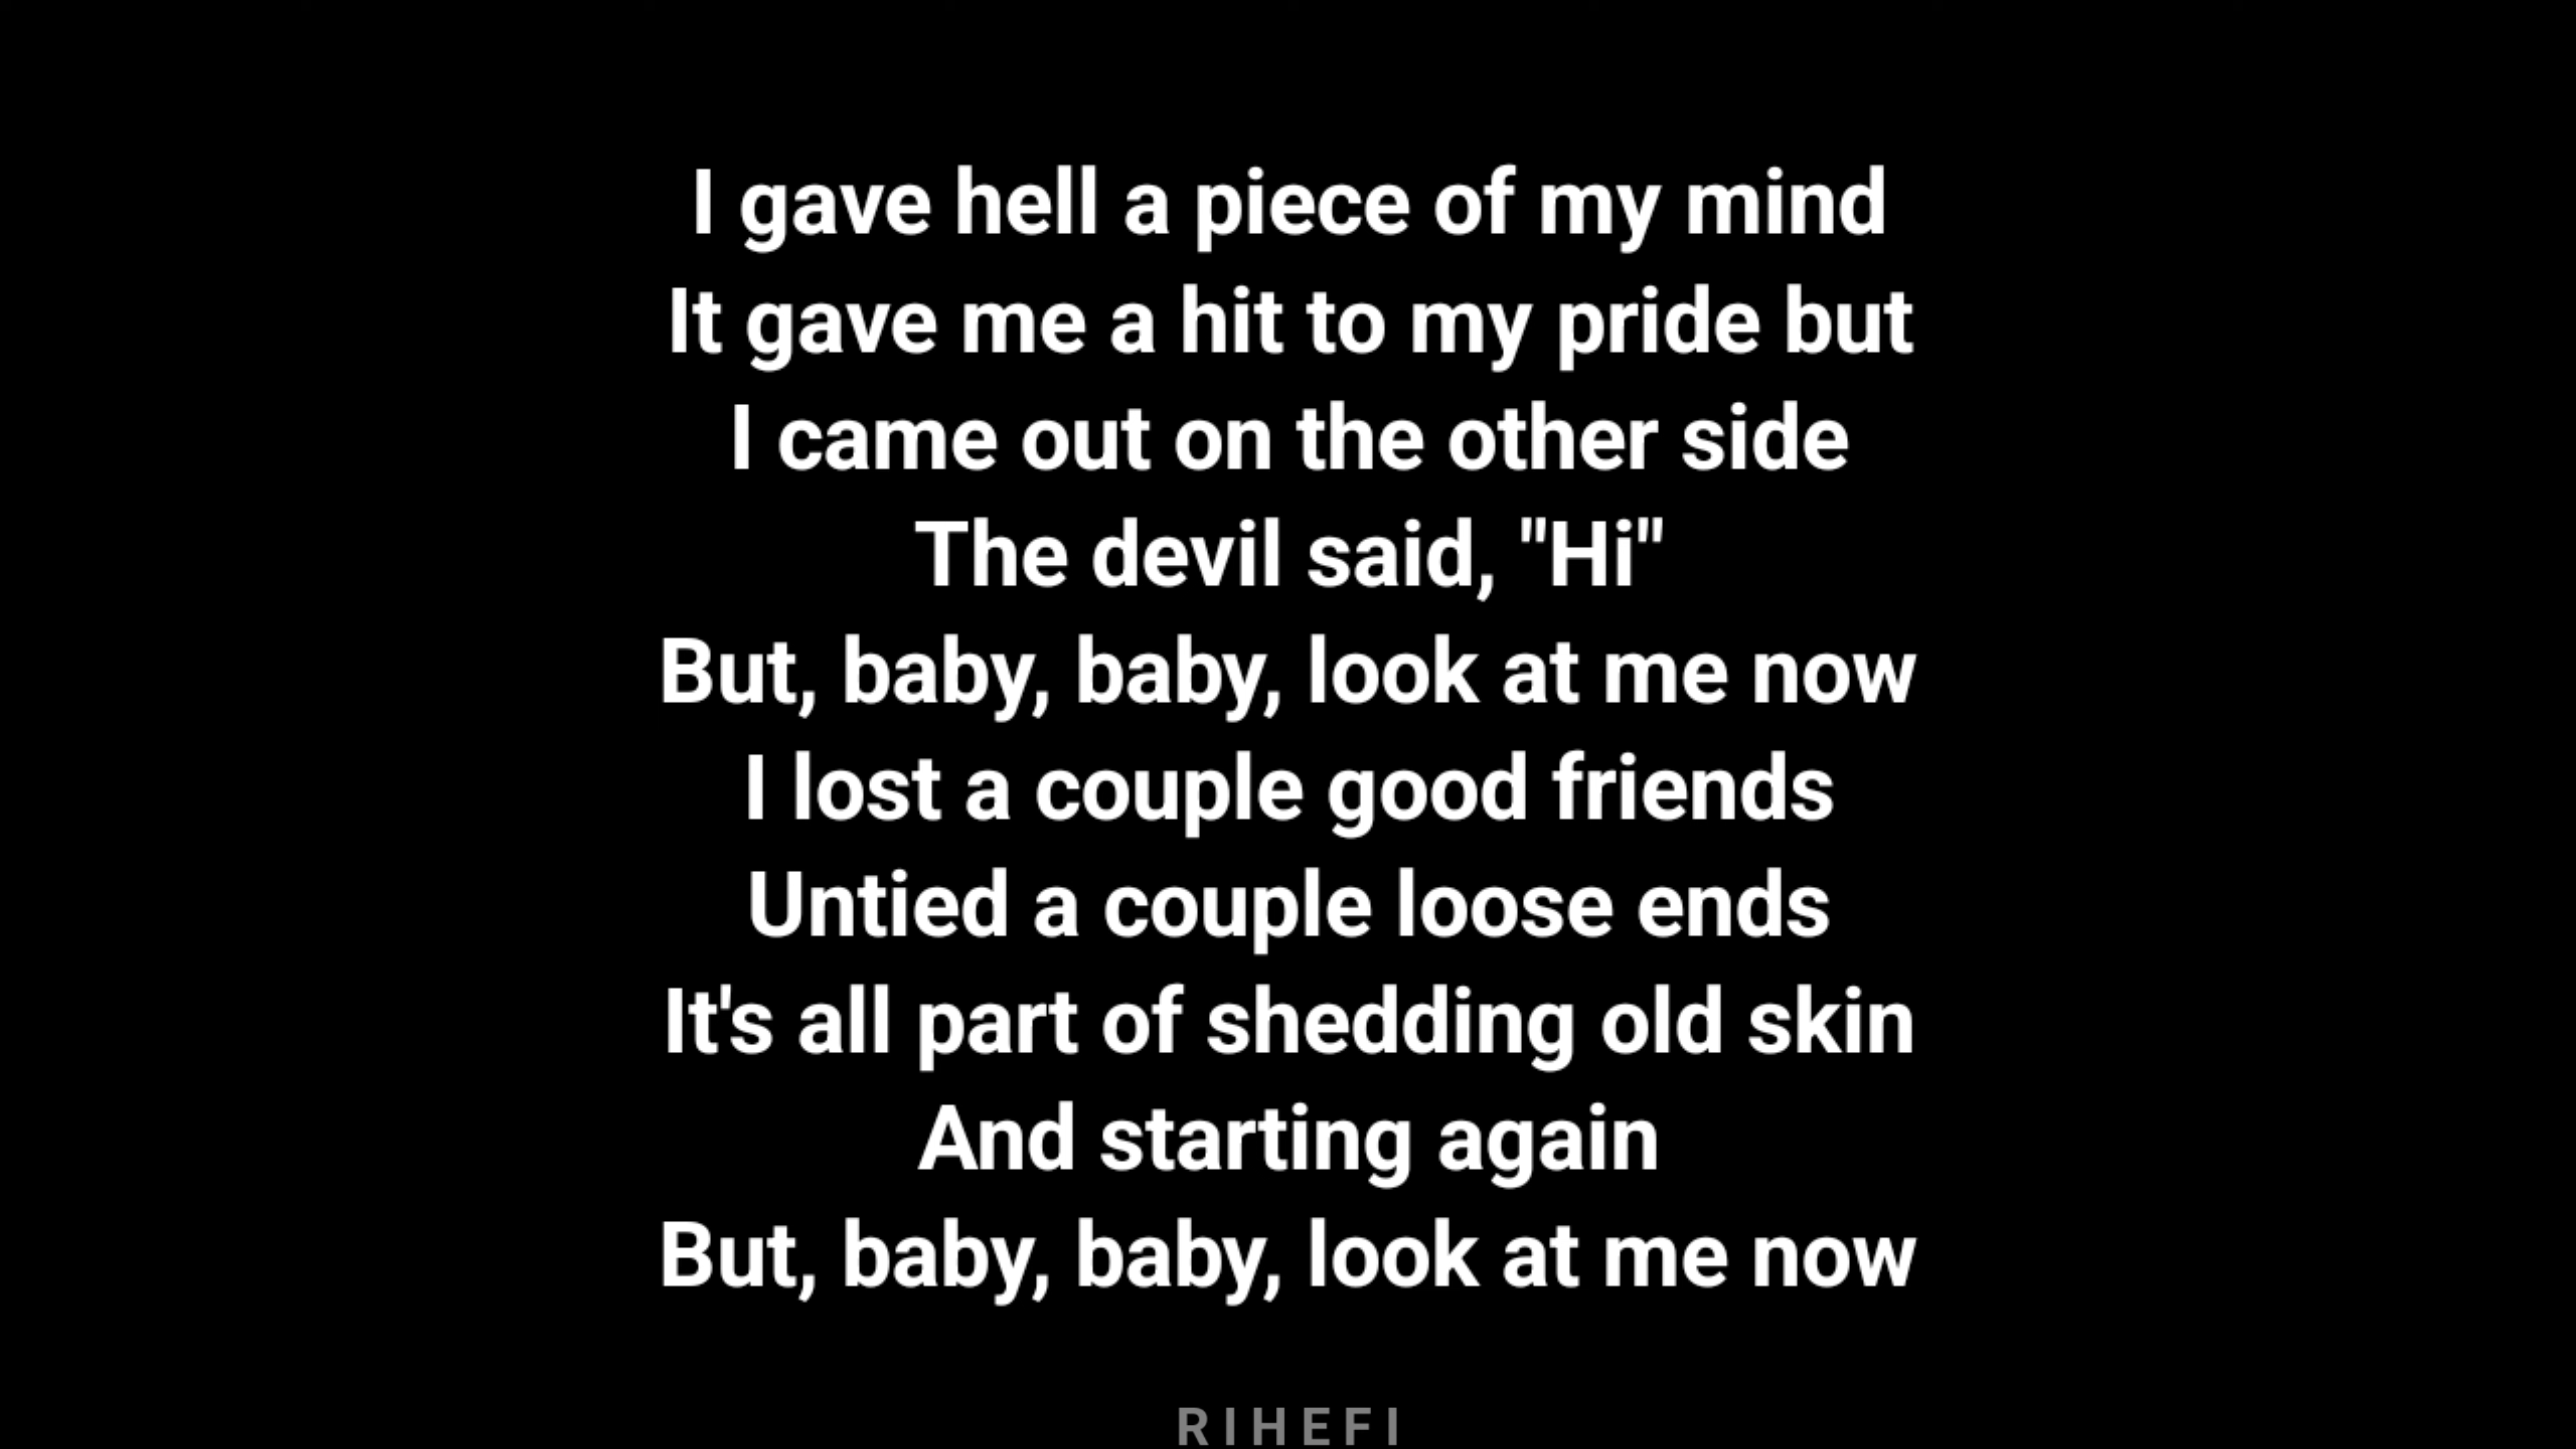 I gave hell a piece of my mind
It gave me a hit to my pride but
I came out on the other side
The devil said, "Hi"
But, baby, baby, look at me now
I lost a couple good friends
Untied a couple loose ends
It's all part of shedding old skin
And starting again
But, baby, baby, look at me now
RIHEFI